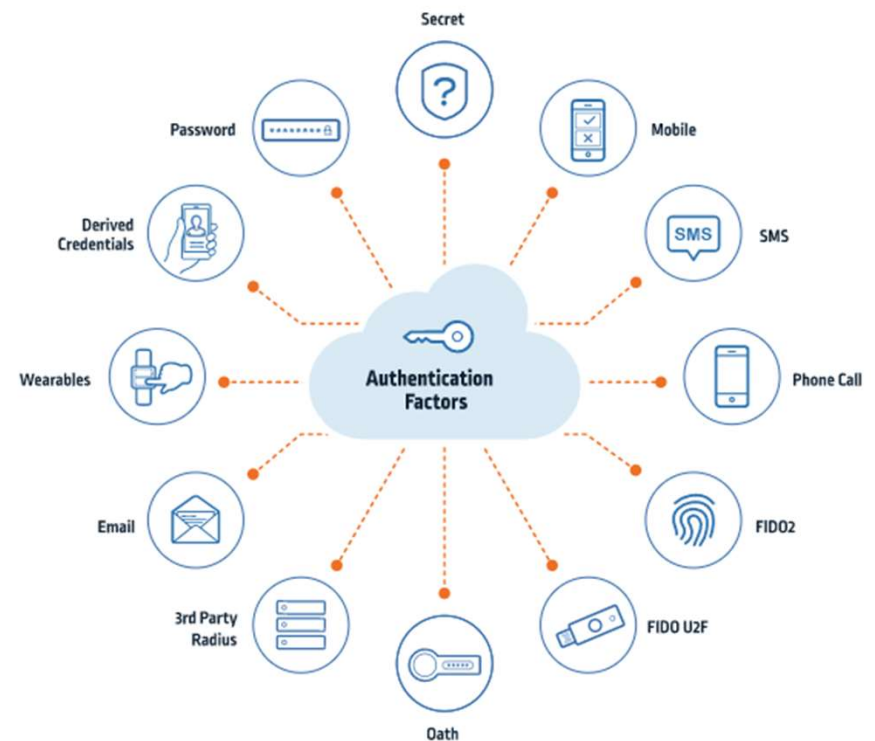 Secret
Password
Mobile
Derived
Credentials
SMS
SMS
Authentication
Factors
Wearables
Phone Call
Email
FIDO2
3rd Party
Radius
FIDO U2F
Oath